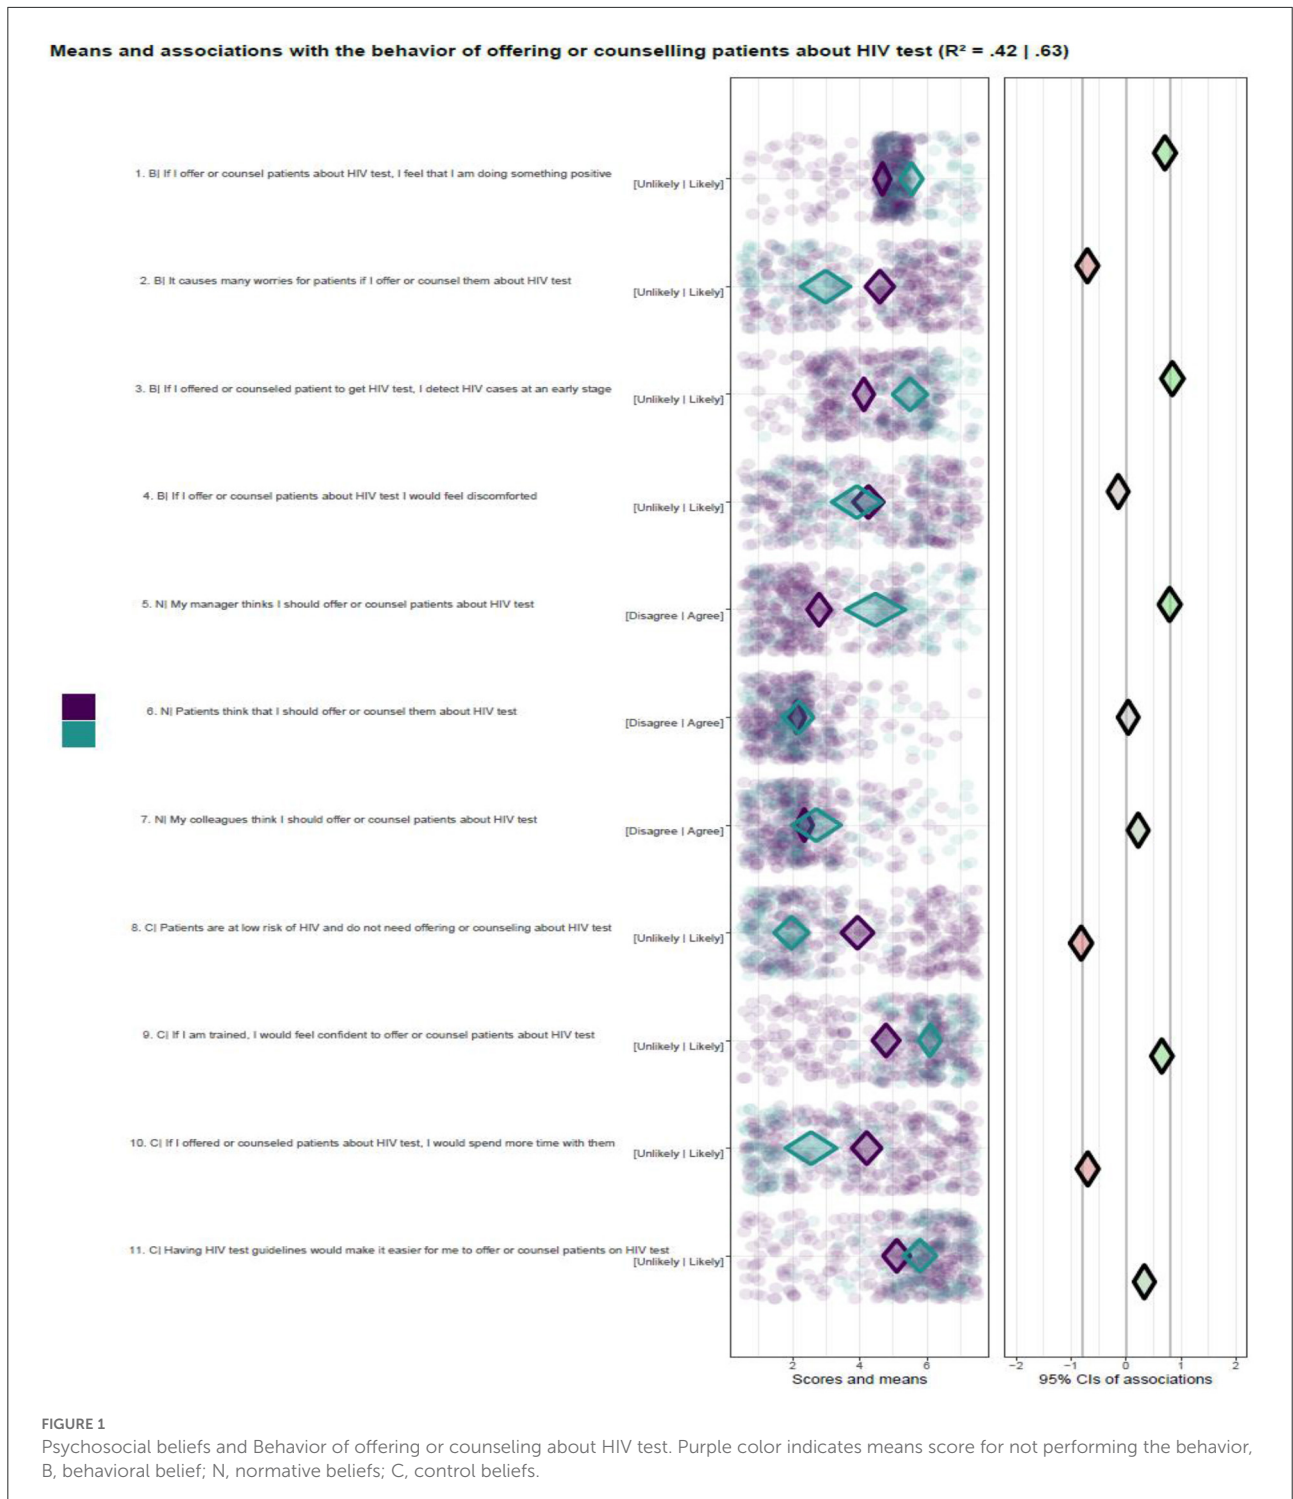 Means and associations with the behavior of offering or counselling patients about HIV test (R² = .42 | .63)
1. B| If I offer or counsel patients about HIV test, I feel that I am doing something positive
[Unlikely | Likely]
2. B| It causes many worries for patients if I offer or counsel them about HIV test
[Unlikely | Likely]
3. B| If I offered or counseled patient to get HIV test, I detect HIV cases at an early stage
[Unlikely | Likely]
4. B| If I offer or counsel patients about HIV test I would feel discomforted
[Unlikely | Likely]
5. N| My manager thinks I should offer or counsel patients about HIV test
[Disagree | Agree]
6. N| Patients think that I should offer or counsel them about HIV test
[Disagree | Agree]
7. N| My colleagues think I should offer or counsel patients about HIV test
[Disagree | Agree]
8. C| Patients are at low risk of HIV and do not need offering or counseling about HIV test
[Unlikely | Likely]
9. C| If I am trained, I would feel confident to offer or counsel patients about HIV test
[Unlikely | Likely]
10. C| If I offered or counseled patients about HIV test, I would spend more time with them
[Unlikely | Likely]
11. C| Having HIV test guidelines would make it easier for me to offer or counsel patients on HIV test
[Unlikely | Likely]
2 4 6
Scores and means
−2 −1 0 1 2
95% CIs of associations
FIGURE 1
Psychosocial beliefs and Behavior of offering or counseling about HIV test. Purple color indicates means score for not performing the behavior,
B, behavioral belief; N, normative beliefs; C, control beliefs.